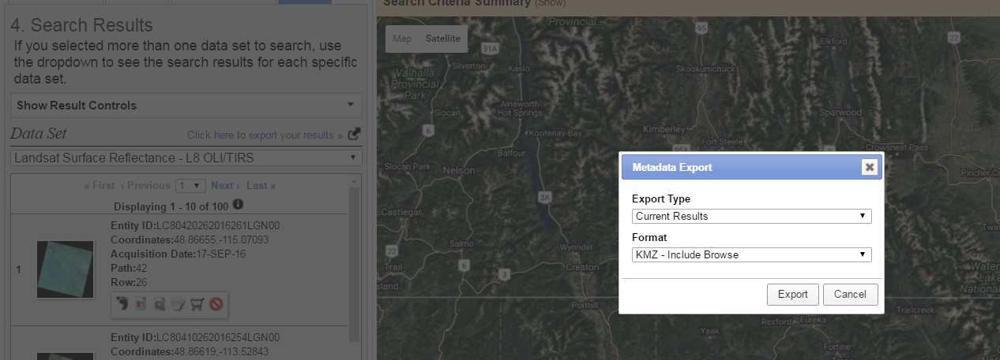 4. Search Results
If you selected more than one data set to search, use
the dropdown to see the search results for each specific
data set.
Show Result Controls
Data Set
Click here to export your results »
Landsat Surface Reflectance - L8 OLI/TIRS
« First ‹ Previous 1 Next › Last »
Displaying 1 - 10 of 100
1
Entity ID:LC80420262016261LGN00
Coordinates:48.86655,-115.07093
Acquisition Date:17-SEP-16
Path:42
Row:26
Entity ID:LC80410262016254LGN00
Coordinates:48.86619,-113.52843
Search Criteria Summary (Show)
Map Satellite
Provincial
Park
95
Elkford
22
31A
Silverton
Kaslo
Skookumchuck
Valhalla
Provincial
Park
Slocan
Ainsworth
Hot Springs
6
Sparwood
Kootenay Bay
Kimberley
Fort Steele
95A
Crowsnest Pass
Balfour
Slocan Park
Nelson
Pincher C
3A
Castlegar
Salmo
Wynndel
22
Trail
6
3
Creston
sland
Water
Lake
National
Porthill
Rexford
Eureka
Trailcreek
Yaak
Fortine
Metadata Export
Export Type
Current Results
Format
KMZ - Include Browse
Export Cancel